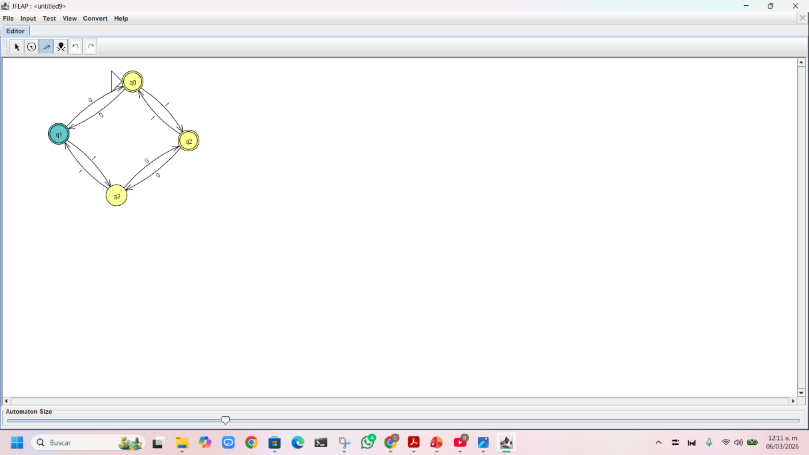 JFLAP : <untitled9>
File Input Test View Convert Help
Editor
q0
0
1
0
1
q1
q2
1
0
1
0
q3
Automaton Size
Buscar
12:11 a. m.
06/03/2026